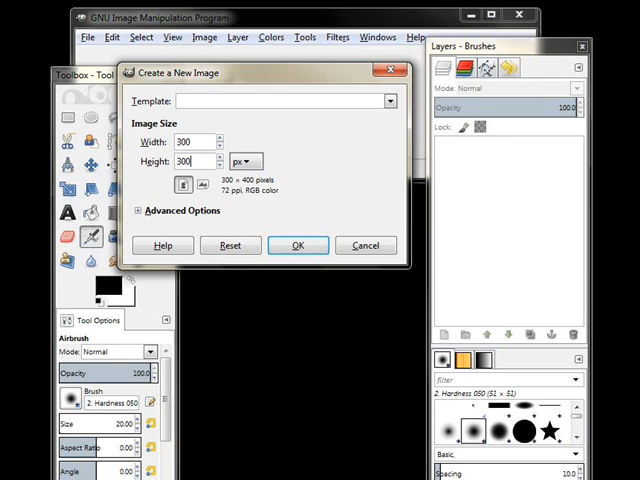 GNU Image Manipulation Program
File Edit Select View Image Layer Colors Tools Filters Windows Help
Layers - Brushes
Mode: Normal
Opacity 100.0
Lock:
Toolbox - Tool
Create a New Image
Template:
Image Size
Width: 300
Height: 300 px
300 × 400 pixels
72 ppi, RGB color
Advanced Options
Help Reset OK Cancel
Tool Options
Airbrush
Mode: Normal
Opacity 100.0
Brush
2. Hardness 050
Size 20.00
Aspect Ratio 0.00
Angle 0.00
filter
2. Hardness 050 (51 × 51)
Basic,
Spacing 10.0